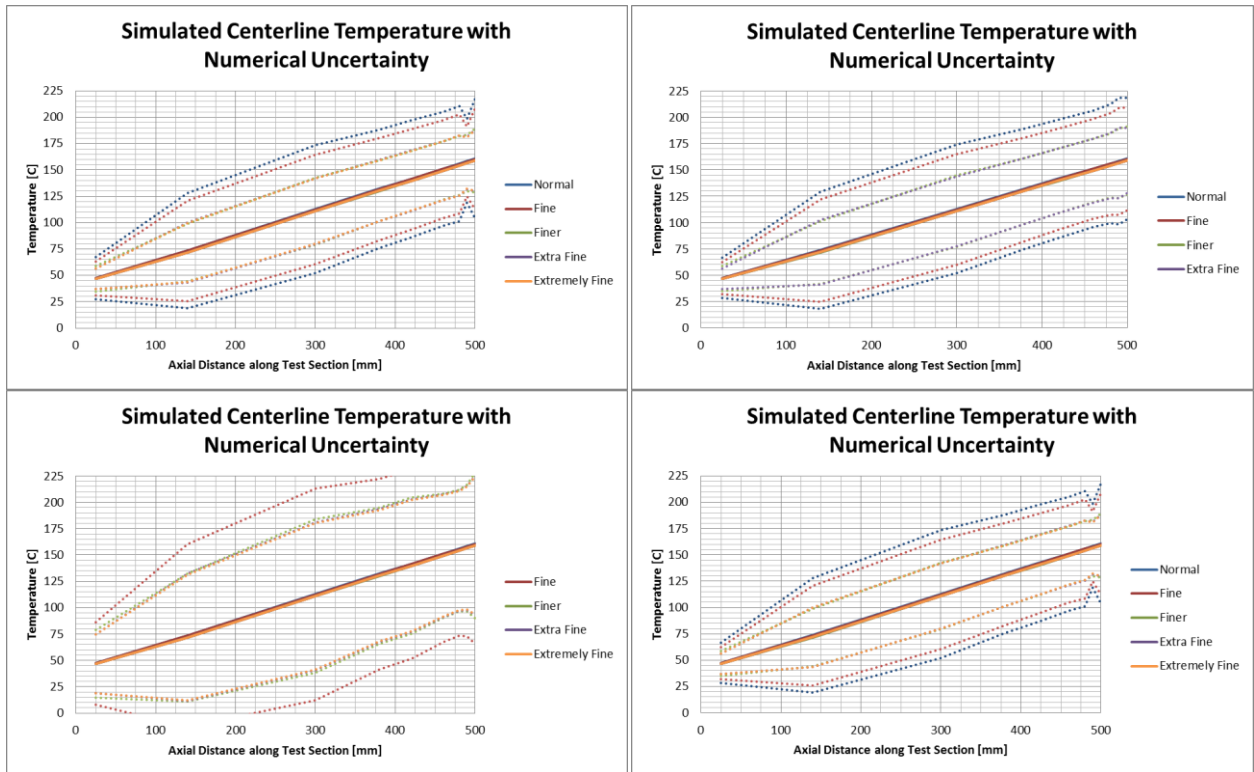 Simulated Centerline Temperature with
Numerical Uncertainty
Temperature [C]
225
200
175
150
125
100
75
50
25
0
0 100 200 300 400 500
Axial Distance along Test Section [mm]
Normal
Fine
Finer
Extra Fine
Extremely Fine
Simulated Centerline Temperature with
Numerical Uncertainty
Temperature [C]
225
200
175
150
125
100
75
50
25
0
0 100 200 300 400 500
Axial Distance along Test Section [mm]
Normal
Fine
Finer
Extra Fine
Simulated Centerline Temperature with
Numerical Uncertainty
Temperature [C]
225
200
175
150
125
100
75
50
25
0
0 100 200 300 400 500
Axial Distance along Test Section [mm]
Fine
Finer
Extra Fine
Extremely Fine
Simulated Centerline Temperature with
Numerical Uncertainty
Temperature [C]
225
200
175
150
125
100
75
50
25
0
0 100 200 300 400 500
Axial Distance along Test Section [mm]
Normal
Fine
Finer
Extra Fine
Extremely Fine